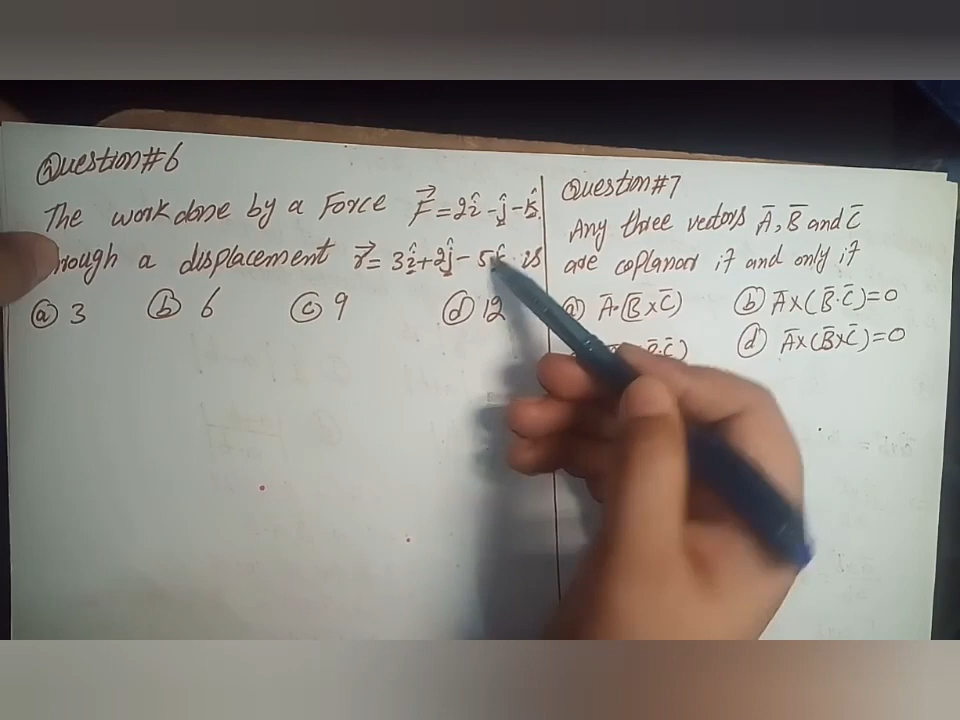 Question#6
The work done by a Force F⃗ = 2î - ĵ - k̂
through a displacement r⃗ = 3î + 2ĵ - 5k̂ is
ⓐ 3 ⓑ 6 ⓒ 9 ⓓ 12
Question#7
Any three vectors A̅, B̅ and C̅
are coplanar if and only if
ⓐ A̅·(B̅×C̅) ⓑ A̅×(B̅·C̅)=0
ⓓ A̅×(B̅×C̅)=0